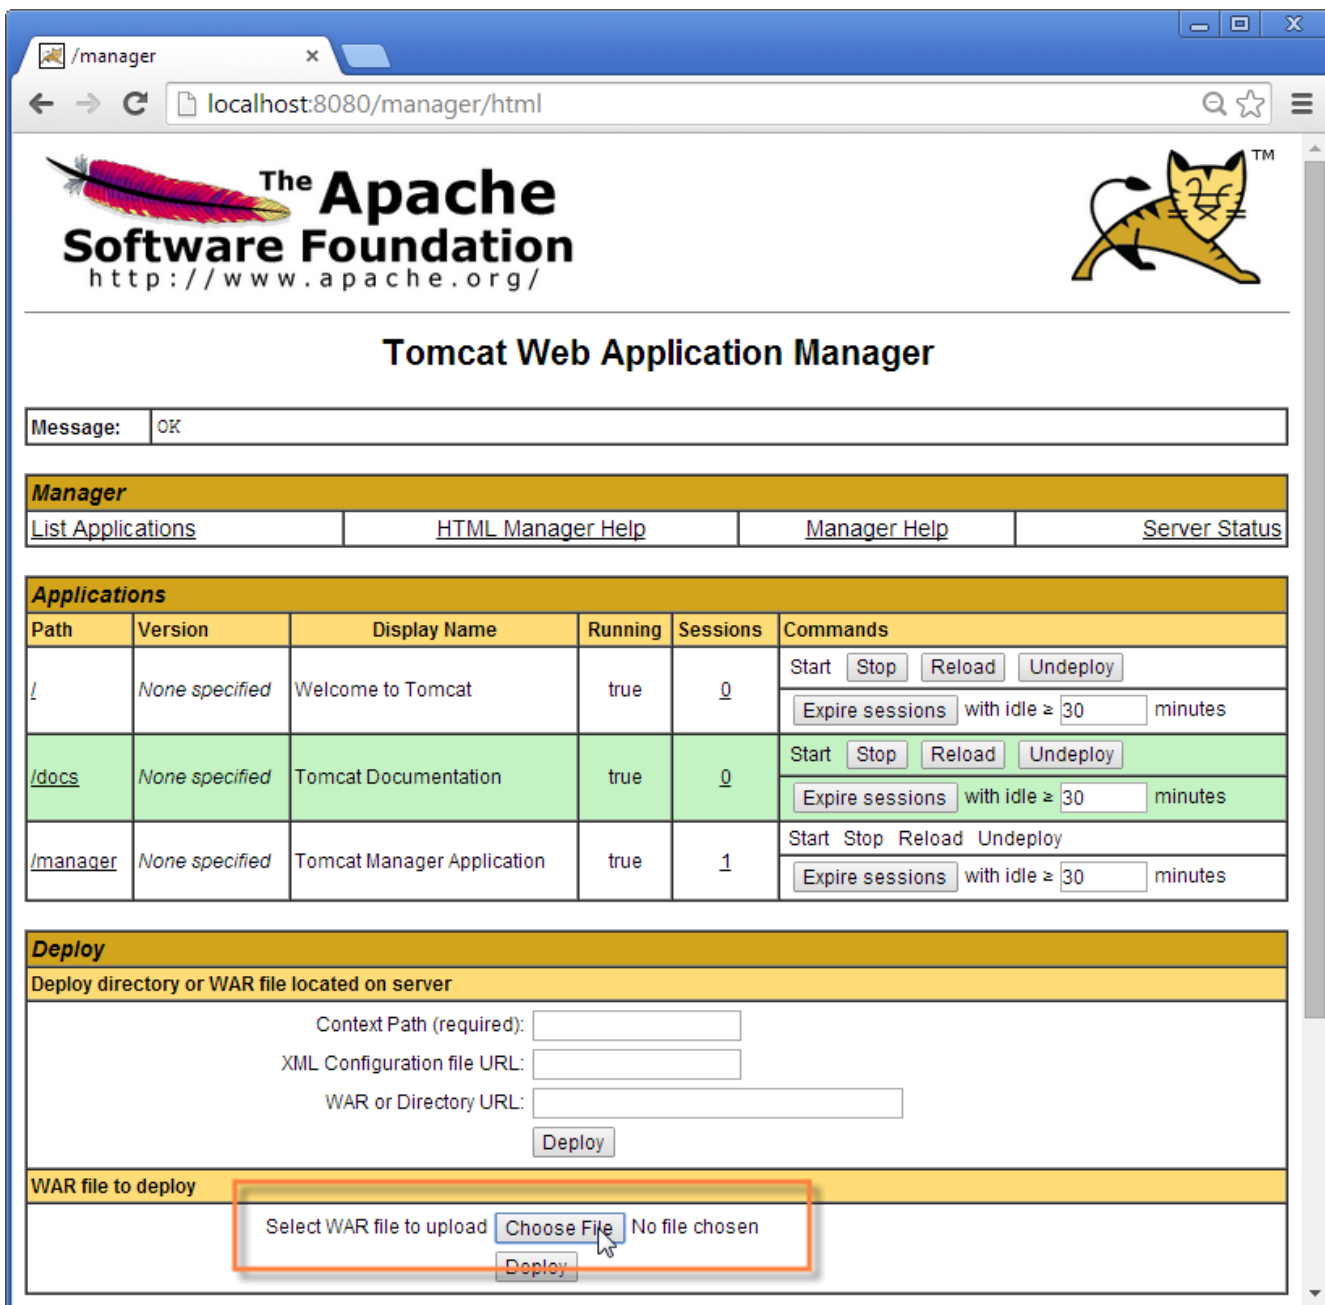 /manager
localhost:8080/manager/html
The Apache
Software Foundation
http://www.apache.org/
TM
Tomcat Web Application Manager
Message: OK
Manager
List Applications HTML Manager Help Manager Help Server Status
Applications
Path Version Display Name Running Sessions Commands
/ None specified Welcome to Tomcat true 0 Start Stop Reload Undeploy
Expire sessions with idle ≥ 30 minutes
/docs None specified Tomcat Documentation true 0 Start Stop Reload Undeploy
Expire sessions with idle ≥ 30 minutes
/manager None specified Tomcat Manager Application true 1 Start Stop Reload Undeploy
Expire sessions with idle ≥ 30 minutes
Deploy
Deploy directory or WAR file located on server
Context Path (required):
XML Configuration file URL:
WAR or Directory URL:
Deploy
WAR file to deploy
Select WAR file to upload Choose File No file chosen
Deploy